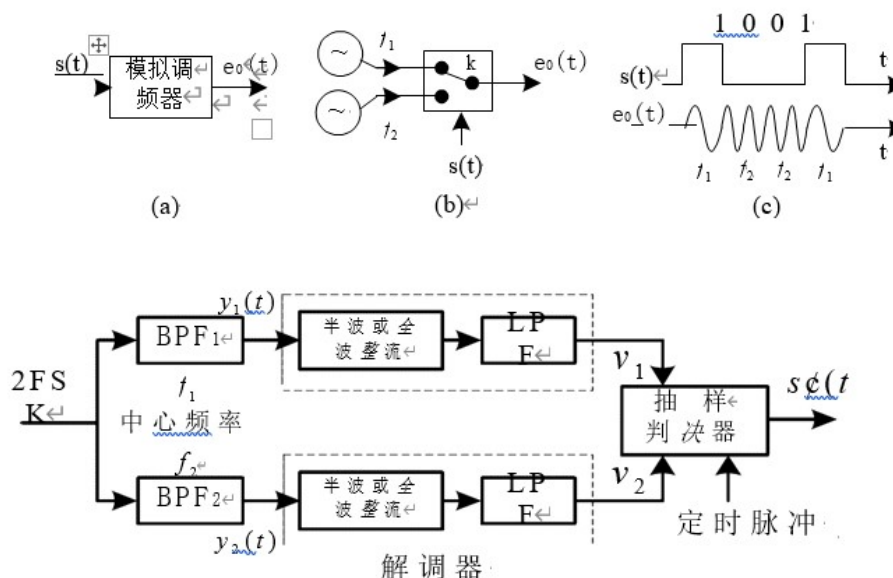 1 0 0 1
s(t)
模拟调
频器
e₀(t)
f₁
k
e₀(t)
f₂
s(t)
s(t)
t
e₀(t)
t
f₁ f₂ f₂ f₁
(a)
(b)
(c)
2FS
K
BPF₁
y₁(t)
半波或全
波整流
LP
F
v₁
f₁
中心频率
f₂
BPF₂
y₂(t)
半波或全
波整流
LP
F
v₂
抽样
判决器
s¢(t
定时脉冲
解调器